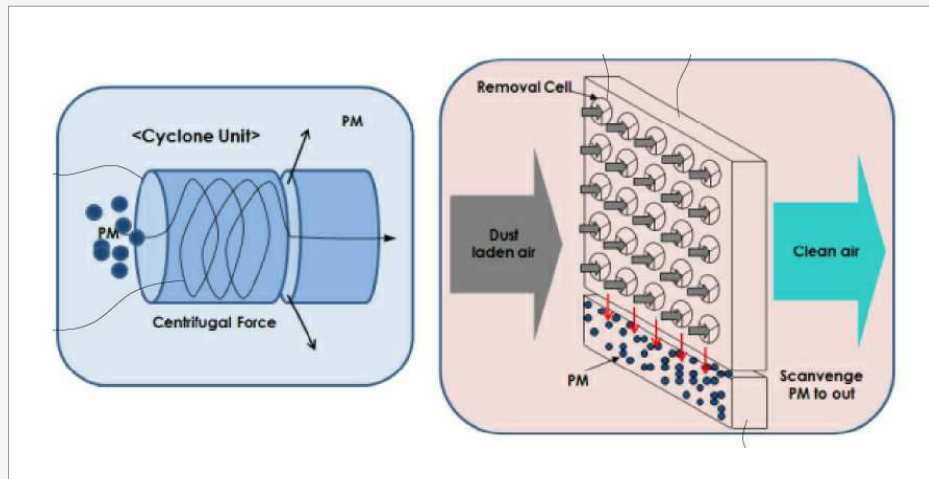 <Cyclone Unit>
PM
PM
Centrifugal Force
Removal Cell
Dust
laden air
Clean air
PM
Scanvenge
PM to out